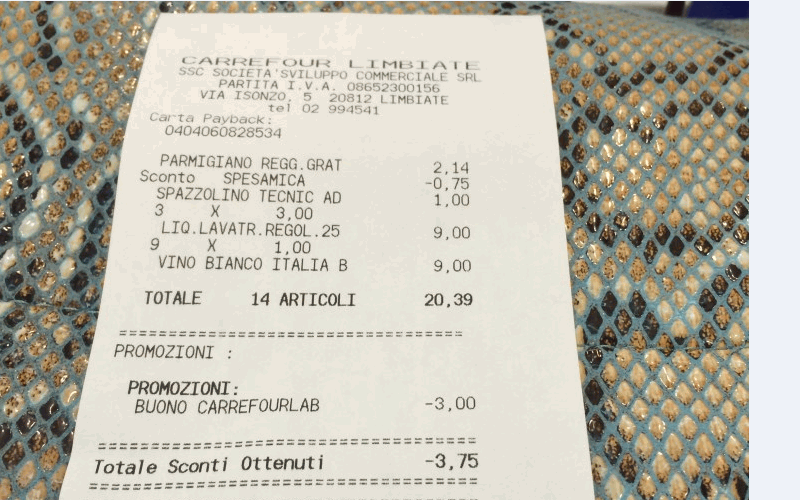 CARREFOUR LIMBIATE
SSC SOCIETA'SVILUPPO COMMERCIALE SRL
PARTITA I.V.A. 08652300156
VIA ISONZO, 5 20812 LIMBIATE
tel 02 994541
Carta Payback:
0404060828534
PARMIGIANO REGG.GRAT 2,14
Sconto SPESAMICA -0,75
SPAZZOLINO TECNIC AD 1,00
3 X 3,00
LIQ.LAVATR.REGOL.25 9,00
9 X 1,00
VINO BIANCO ITALIA B 9,00
TOTALE 14 ARTICOLI 20,39
====================================
PROMOZIONI :
PROMOZIONI:
BUONO CARREFOURLAB -3,00
====================================
Totale Sconti Ottenuti -3,75
====================================